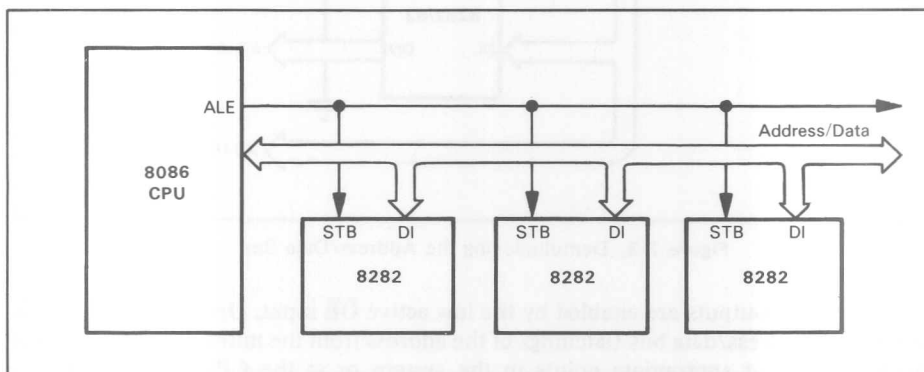 ALE
Address/Data
8086
CPU
STB DI
8282
STB DI
8282
STB DI
8282